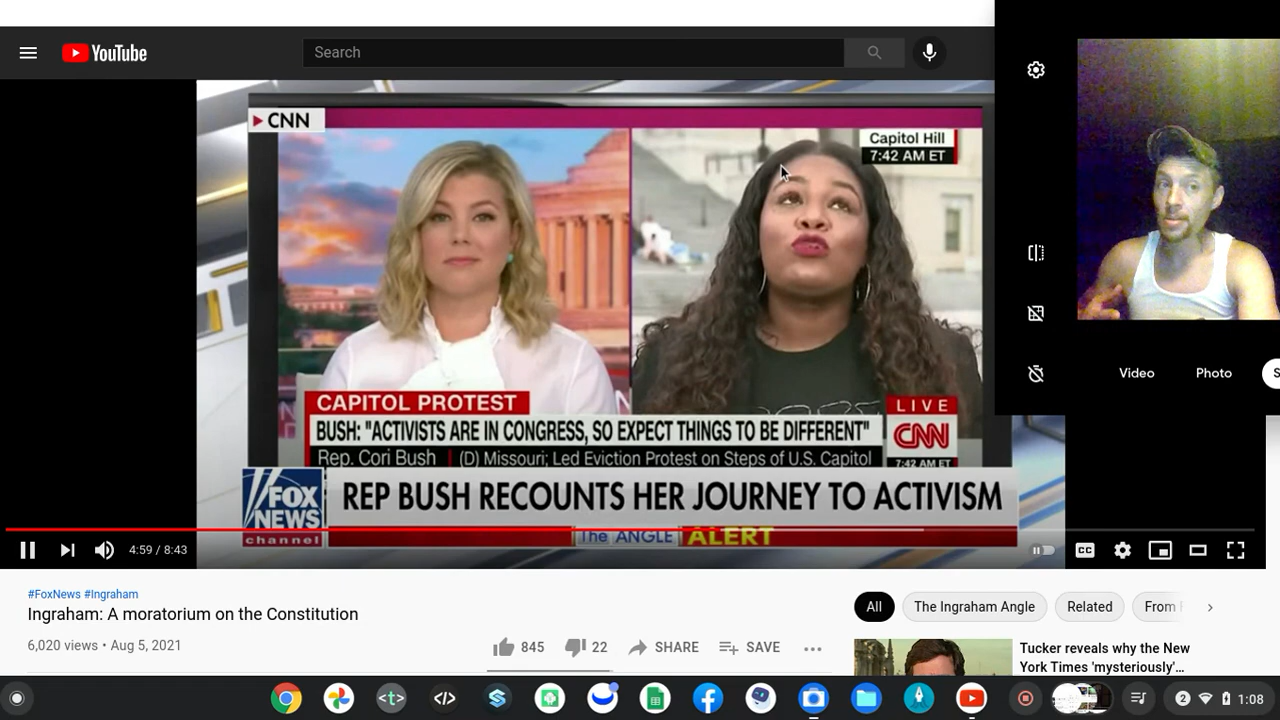 YouTube
Search
CNN
Capitol Hill
7:42 AM ET
CAPITOL PROTEST
LIVE
BUSH: "ACTIVISTS ARE IN CONGRESS, SO EXPECT THINGS TO BE DIFFERENT"
CNN
Rep. Cori Bush | (D) Missouri; Led Eviction Protest on Steps of U.S. Capitol
7:42 AM ET
FOX
NEWS
channel
REP BUSH RECOUNTS HER JOURNEY TO ACTIVISM
The ANGLE ALERT
Video
Photo
S
4:59 / 8:43
CC
#FoxNews #Ingraham
Ingraham: A moratorium on the Constitution
6,020 views • Aug 5, 2021
845
22
SHARE
SAVE
All
The Ingraham Angle
Related
From
Tucker reveals why the New
York Times 'mysteriously'...
2
1:08